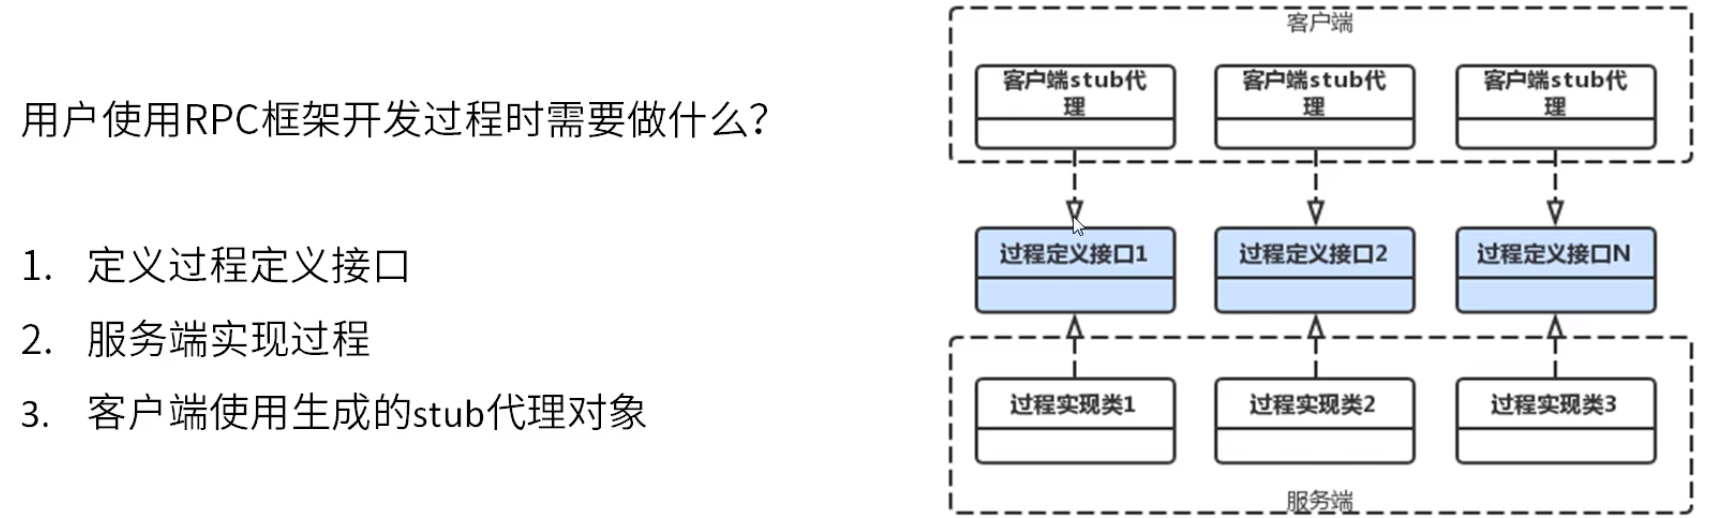 用户使用RPC框架开发过程时需要做什么？
1. 定义过程定义接口
2. 服务端实现过程
3. 客户端使用生成的stub代理对象
客户端
客户端stub代
理
客户端stub代
理
客户端stub代
理
过程定义接口1
过程定义接口2
过程定义接口N
过程实现类1
过程实现类2
过程实现类3
服务端